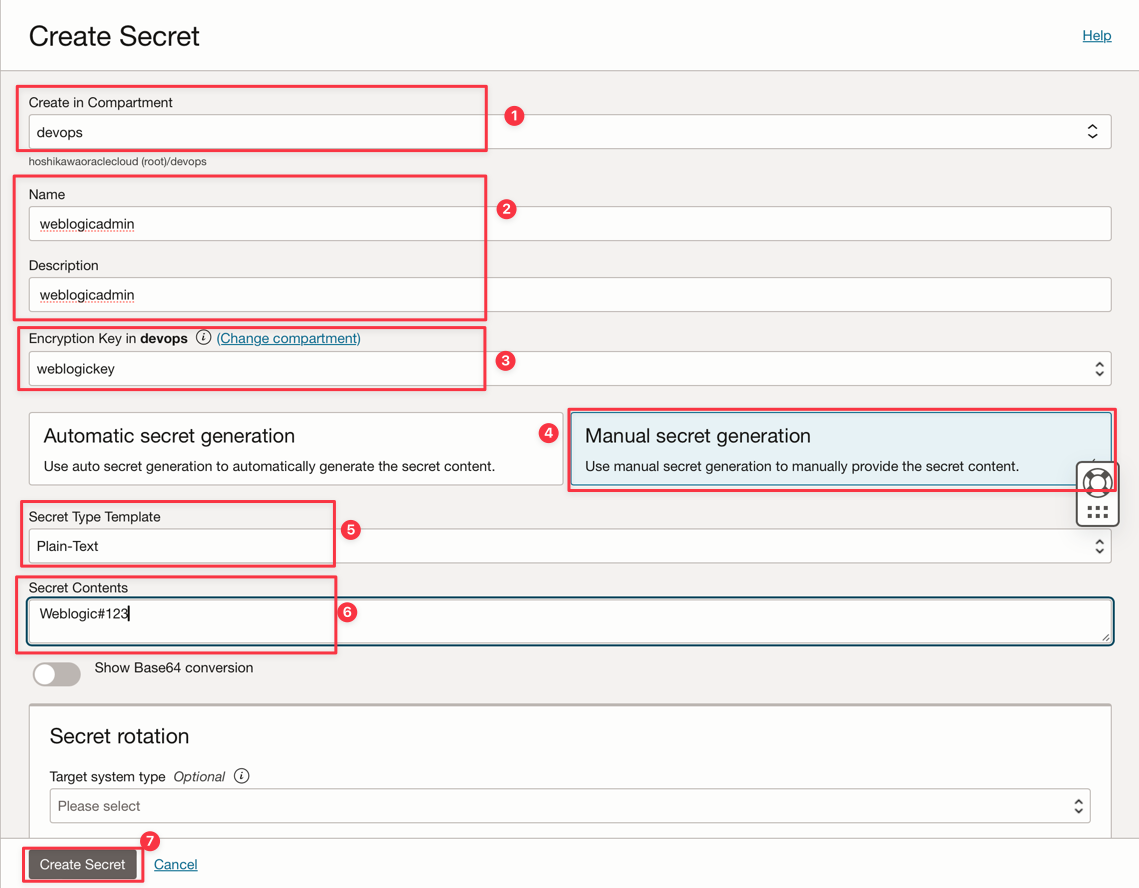 Create Secret
Help
Create in Compartment
1
devops
hoshikawaoraclecloud (root)/devops
Name
2
weblogicadmin
Description
weblogicadmin
Encryption Key in devops i (Change compartment)
3
weblogickey
Automatic secret generation
Use auto secret generation to automatically generate the secret content.
4
Manual secret generation
Use manual secret generation to manually provide the secret content.
Secret Type Template
5
Plain-Text
Secret Contents
6
Weblogic#123
Show Base64 conversion
Secret rotation
Target system type Optional i
Please select
7
Create Secret Cancel